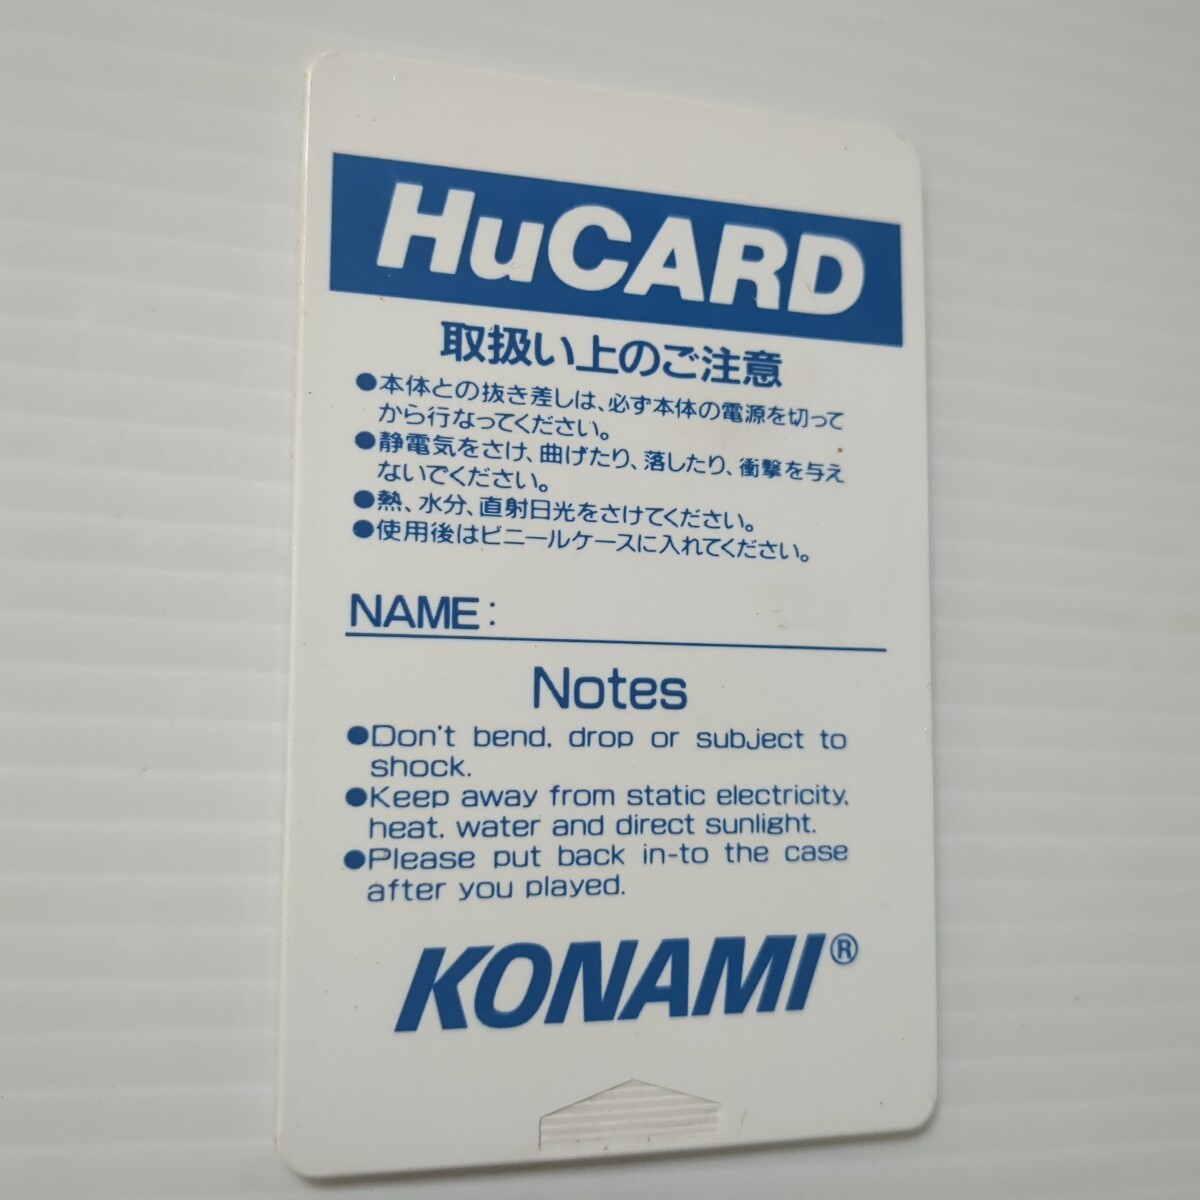 HuCARD
取扱い上のご注意
●本体との抜き差しは、必ず本体の電源を切って
から行なってください。
●静電気をさけ、曲げたり、落したり、衝撃を与え
ないでください。
●熱、水分、直射日光をさけてください。
●使用後はビニールケースに入れてください。
NAME:
Notes
●Don't bend, drop or subject to
shock.
●Keep away from static electricity,
heat, water and direct sunlight.
●Please put back in-to the case
after you played.
KONAMI®